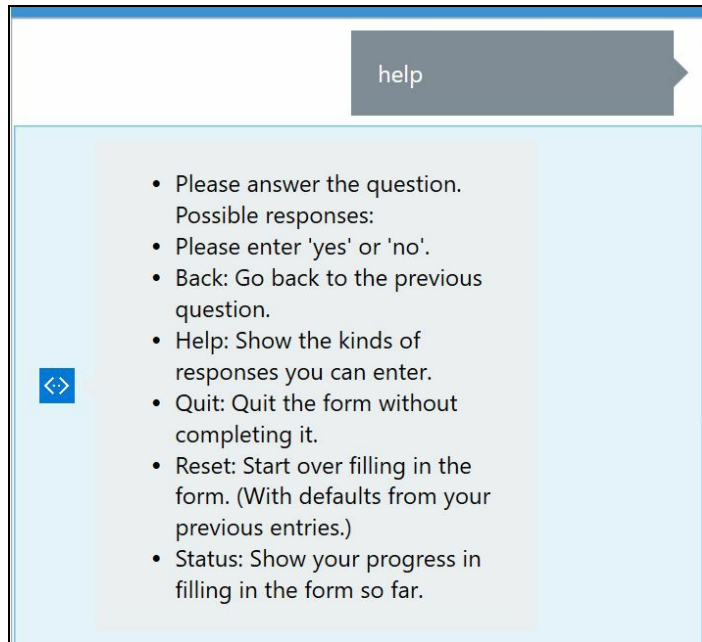 help
• Please answer the question.
Possible responses:
• Please enter 'yes' or 'no'.
• Back: Go back to the previous
question.
• Help: Show the kinds of
responses you can enter.
• Quit: Quit the form without
completing it.
• Reset: Start over filling in the
form. (With defaults from your
previous entries.)
• Status: Show your progress in
filling in the form so far.